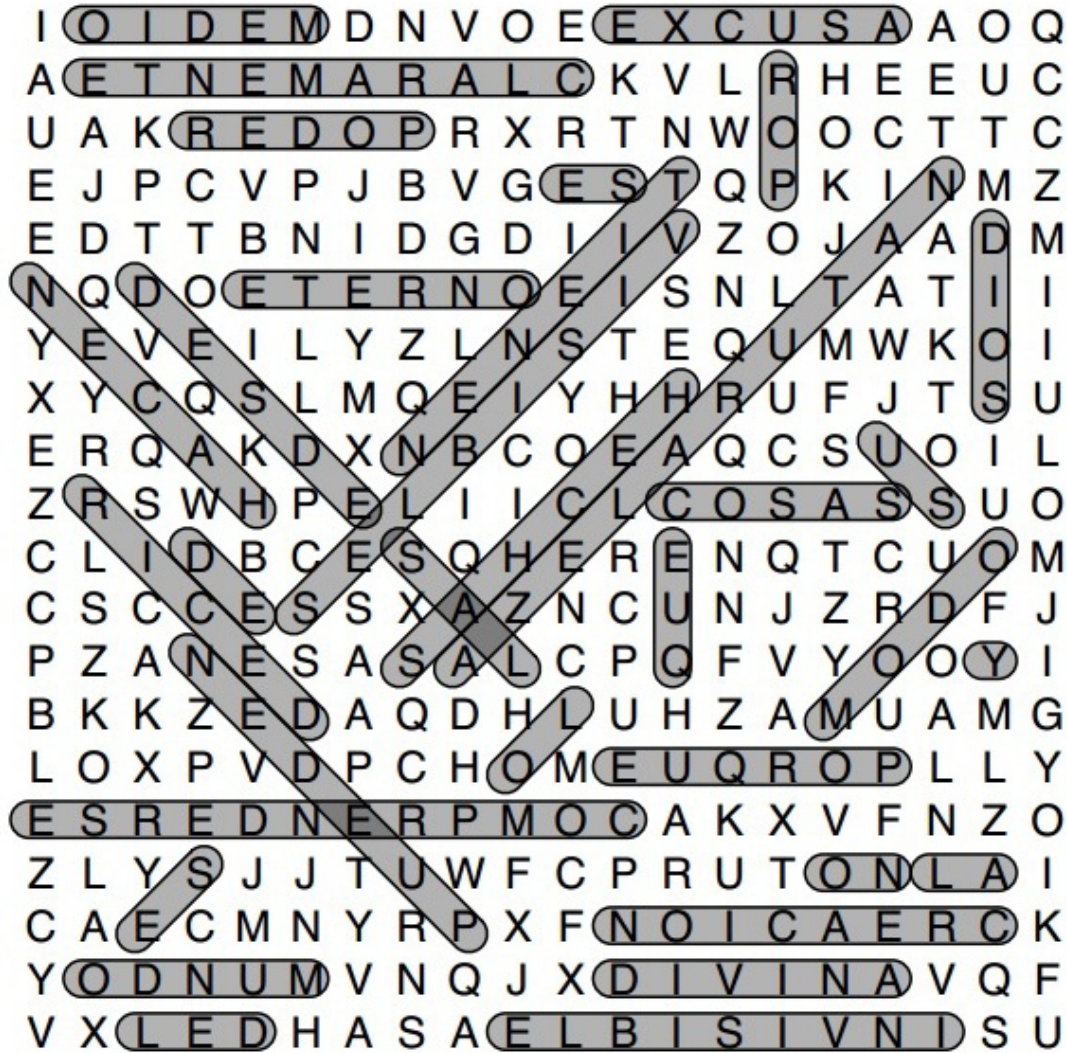 I O I D E M D N V O E E X C U S A A O Q
A E T N E M A R A L C K V L R H E E U C
U A K R E D O P R X R T N W O O C T T C
E J P C V P J B V G E S T Q P K I N M Z
E D T T B N I D G D I I V Z O J A A D M
N Q D O E T E R N O E I S N L T A T I I
Y E V E I L Y Z L N S T E Q U M W K O I
X Y C Q S L M Q E I Y H H R U F J T S U
E R Q A K D X N B C O E A Q C S U O I L
Z R S W H P E L I I C L C O S A S S U O
C L I D B C E S Q H E R E N Q T C U O M
C S C C E S S X A Z N C U N J Z R D F J
P Z A N E S A S A L C P Q F V Y O O Y I
B K K Z E D A Q D H L U H Z A M U A M G
L O X P V D P C H O M E U Q R O P L L Y
E S R E D N E R P M O C A K X V F N Z O
Z L Y S J J T U W F C P R U T O N L A I
C A E C M N Y R P X F N O I C A E R C K
Y O D N U M V N Q J X D I V I N A V Q F
V X L E D H A S A E L B I S I V N I S U